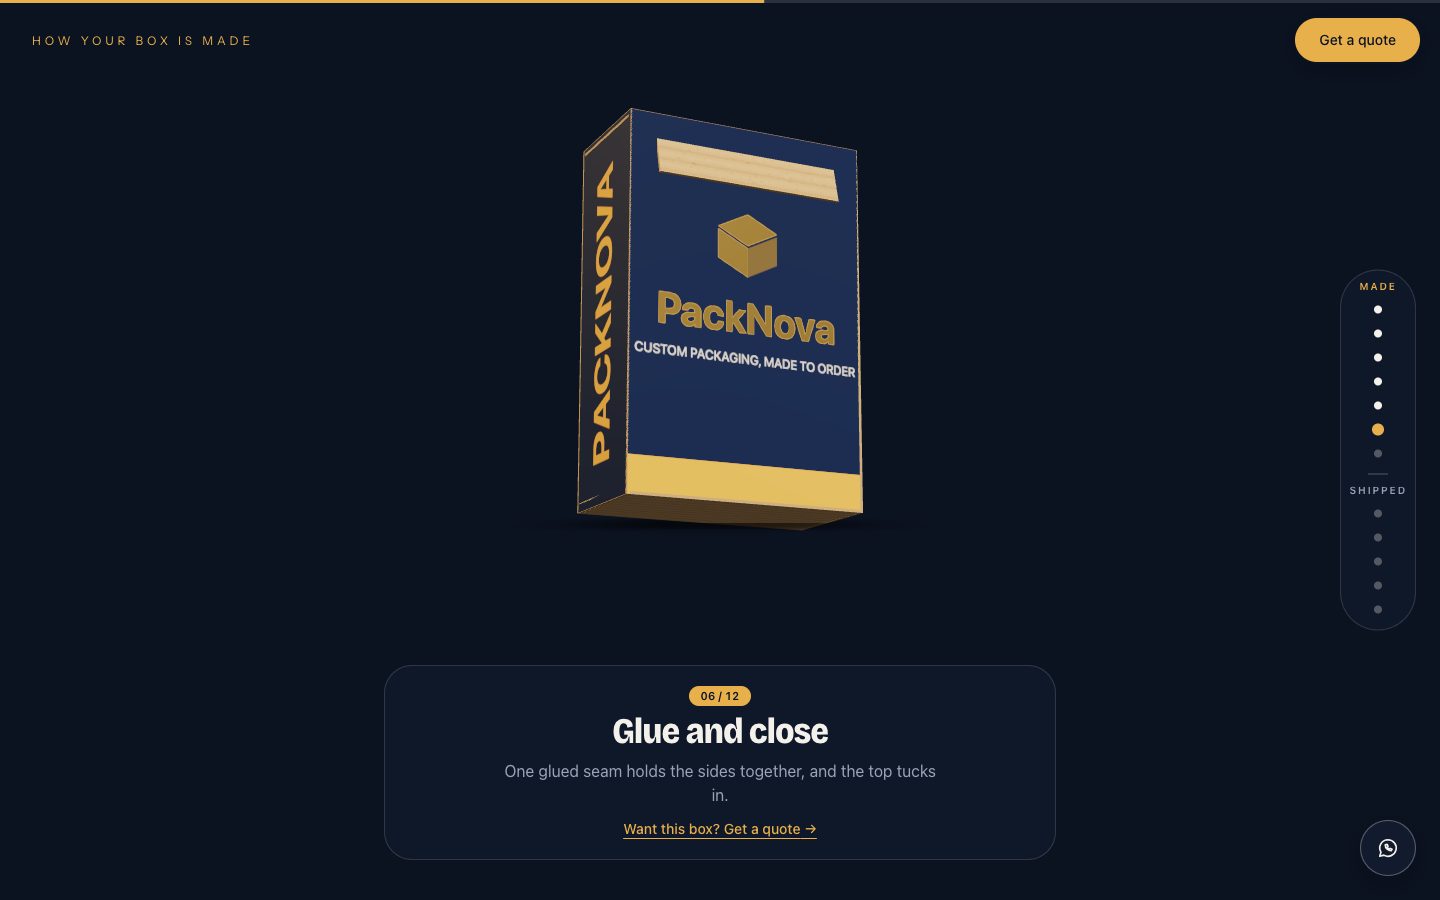 HOW YOUR BOX IS MADE
Get a quote
PACKNOVA
PackNova
CUSTOM PACKAGING, MADE TO ORDER
MADE
SHIPPED
06 / 12
Glue and close
One glued seam holds the sides together, and the top tucks
in.
Want this box? Get a quote →